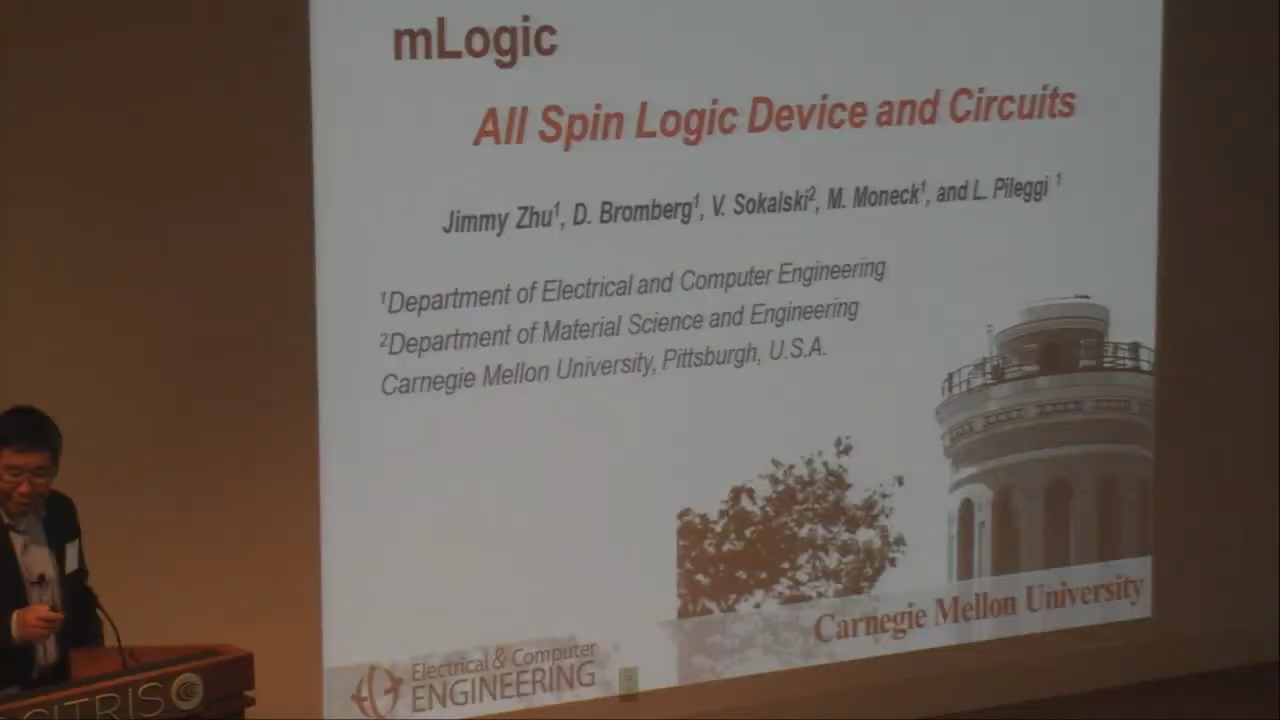 mLogic
All Spin Logic Device and Circuits
Jimmy Zhu¹, D. Bromberg¹, V. Sokalski², M. Moneck¹, and L. Pileggi ¹
¹Department of Electrical and Computer Engineering
²Department of Material Science and Engineering
Carnegie Mellon University, Pittsburgh, U.S.A.
Carnegie Mellon University
Electrical & Computer
ENGINEERING
CITRIS